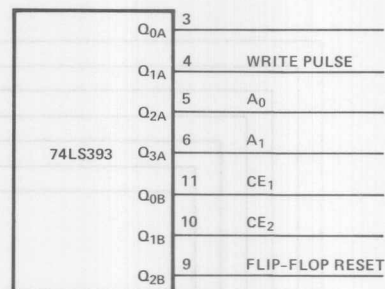 Q0A 3
Q1A 4 WRITE PULSE
Q2A 5 A0
74LS393 Q3A 6 A1
Q0B 11 CE1
Q1B 10 CE2
Q2B 9 FLIP-FLOP RESET